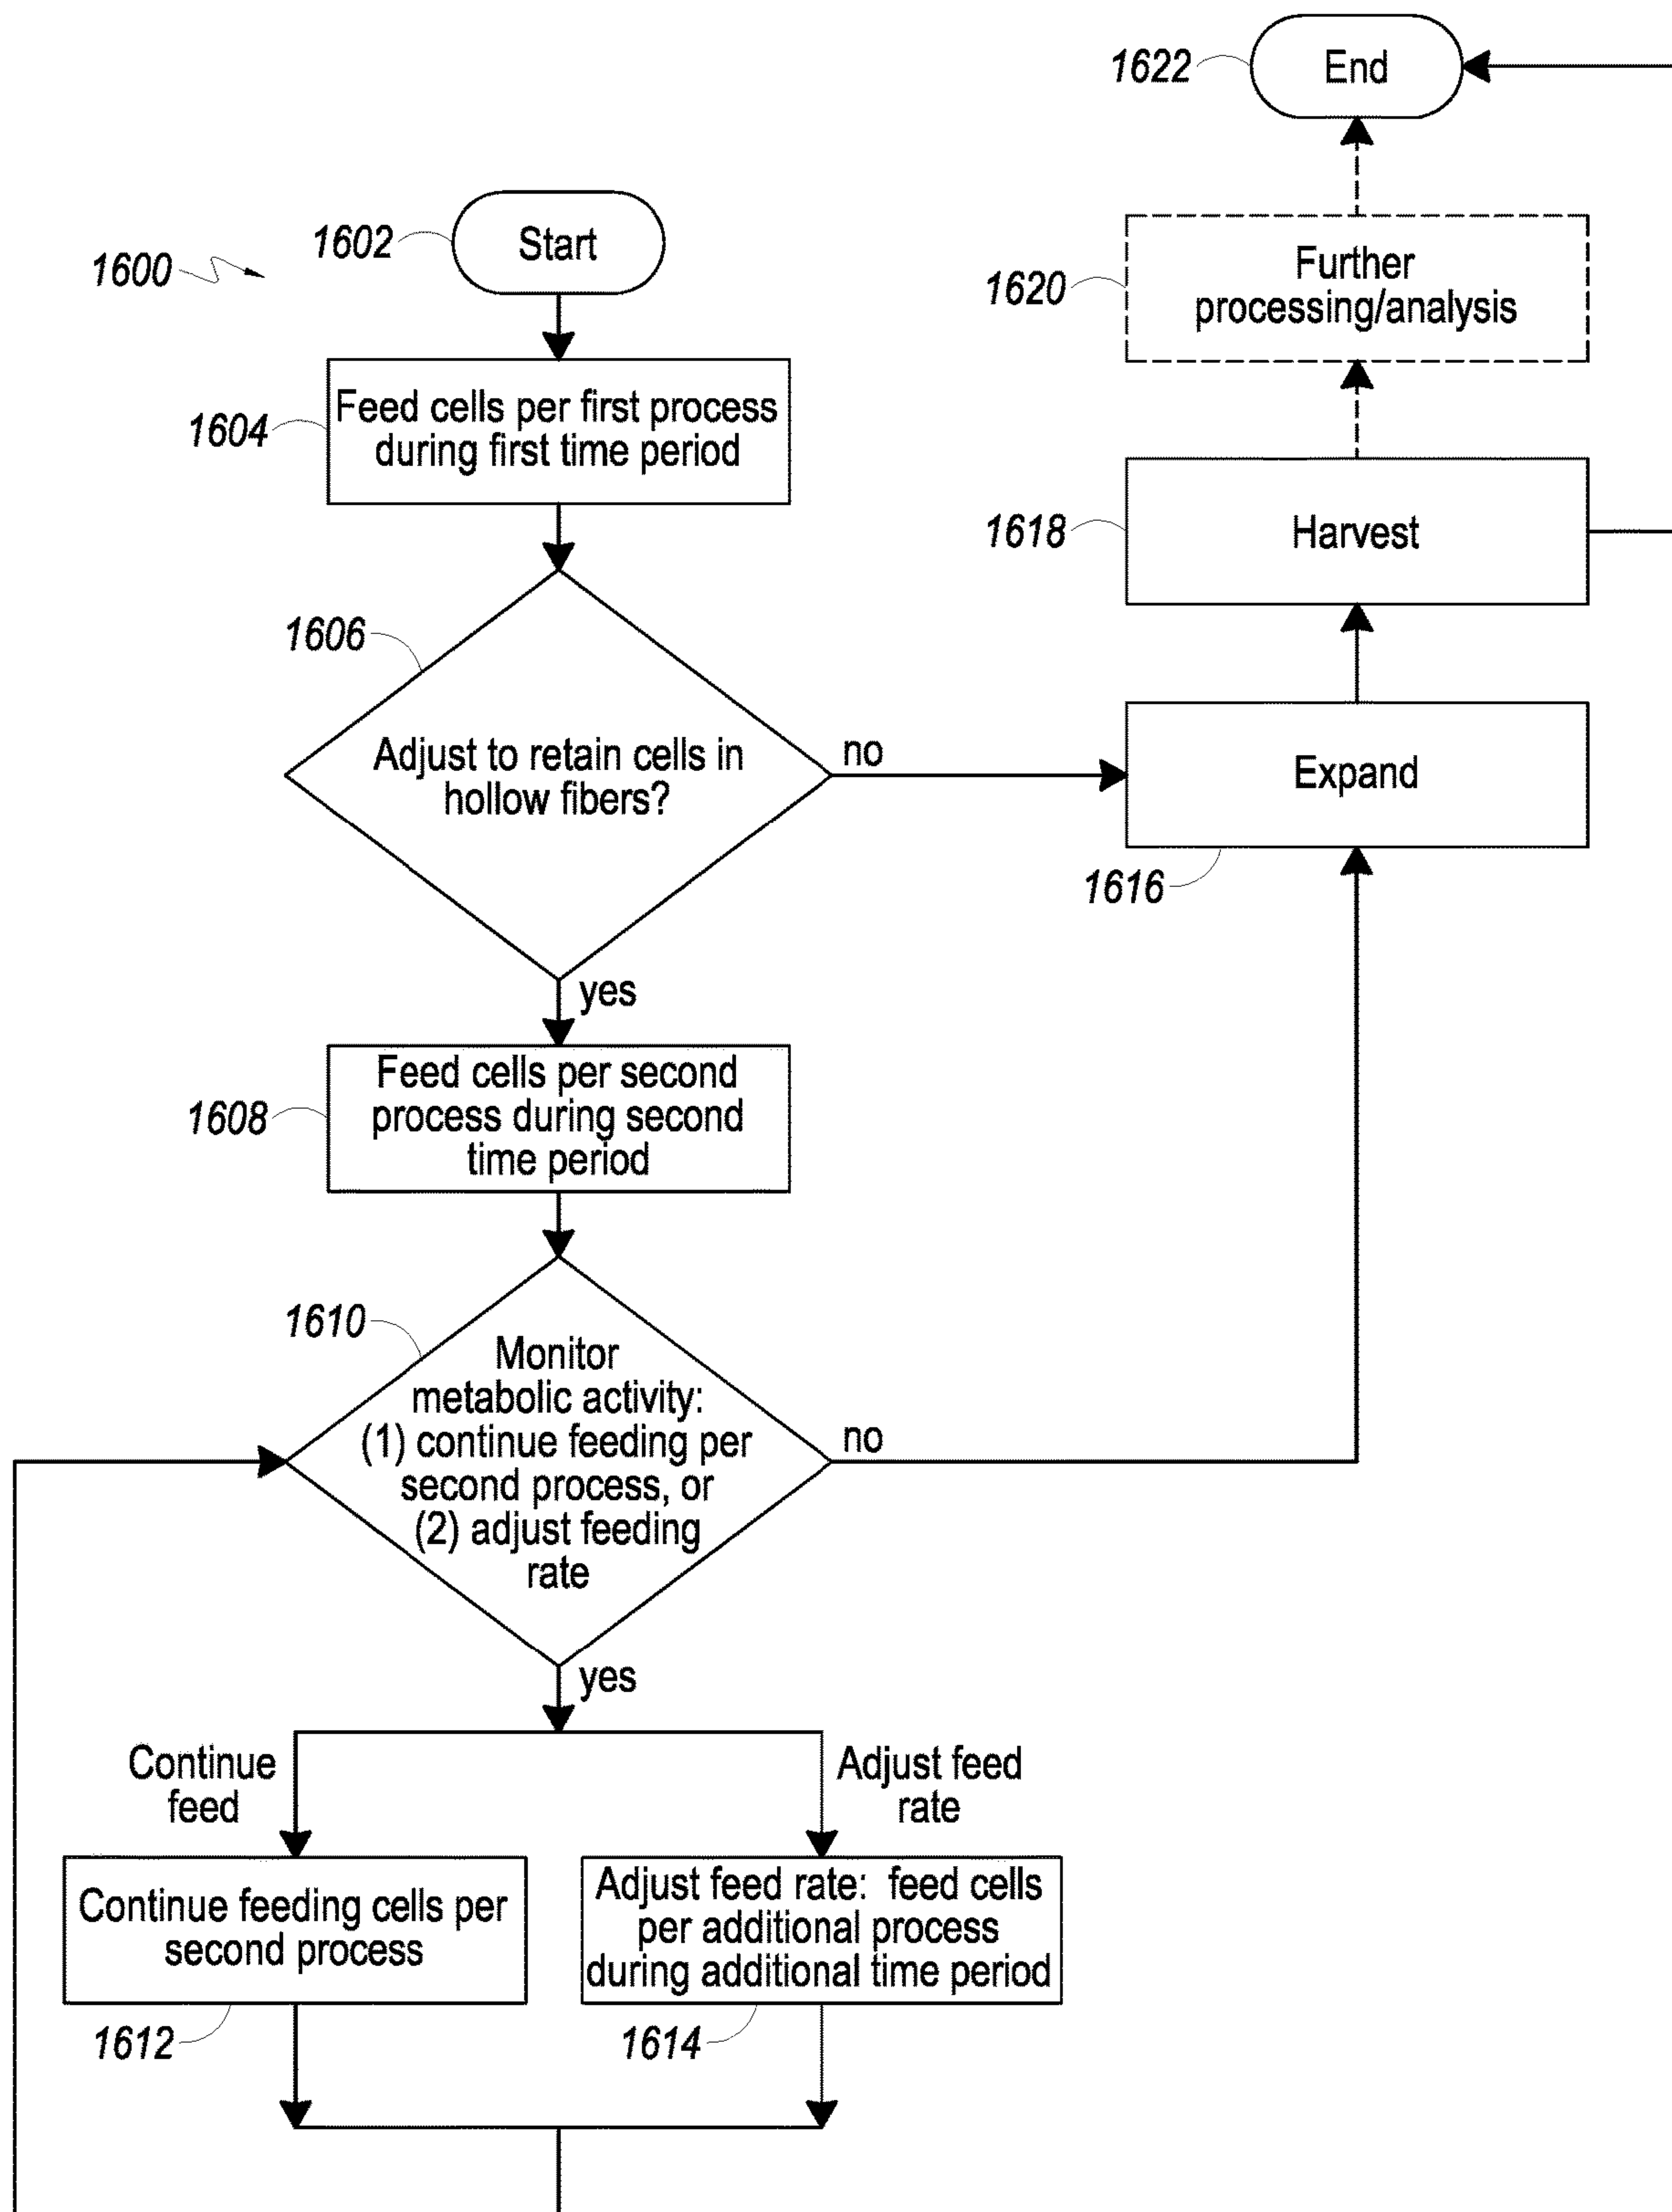 1622
End
1602
Start
1600
1620
Further
processing/analysis
1604
Feed cells per first process
during first time period
1618
Harvest
1606
Adjust to retain cells in
hollow fibers?
no
Expand
1616
yes
1608
Feed cells per second
process during second
time period
1610
Monitor
metabolic activity:
(1) continue feeding per
second process, or
(2) adjust feeding
rate
no
yes
Continue
feed
Adjust feed
rate
Continue feeding cells per
second process
Adjust feed rate: feed cells
per additional process
during additional time period
1612
1614